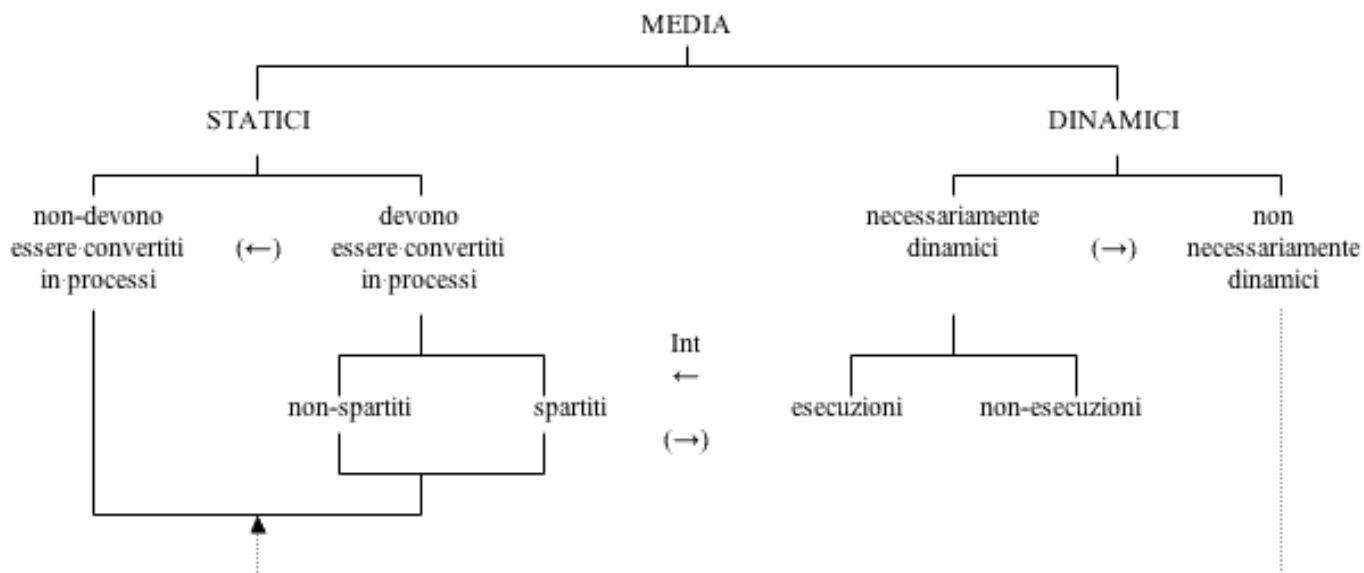 MEDIA
STATICI
DINAMICI
non-devono
essere·convertiti
in·processi
(←)
devono
essere·convertiti
in·processi
necessariamente
dinamici
(→)
non
necessariamente
dinamici
Int
←
non-spartiti
spartiti
(→)
esecuzioni
non-esecuzioni